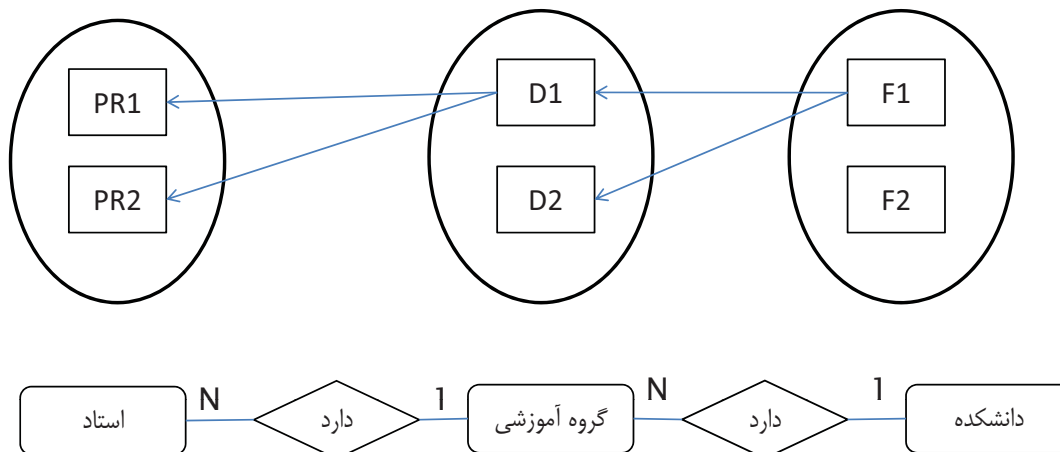 PR1
D1
F1
PR2
D2
F2
N
1
N
1
استاد
دارد
گروه آموزشی
دارد
دانشکده